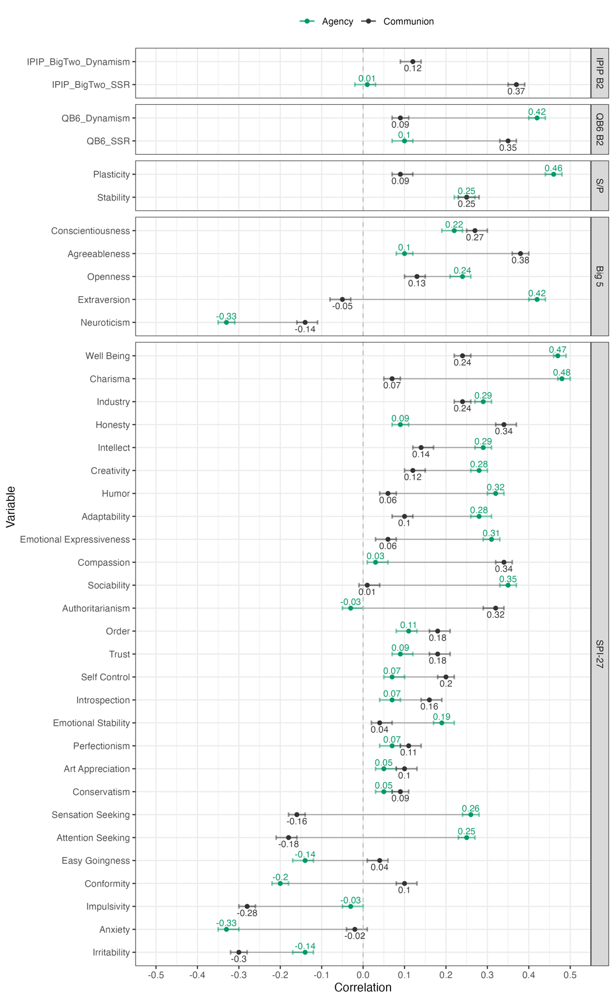 Agency Communion
IPIP B2
IPIP_BigTwo_Dynamism
0.12
IPIP_BigTwo_SSR
0.01
0.37
QB6 B2
QB6_Dynamism
0.42
0.09
QB6_SSR
0.1
0.35
S/P
Plasticity
0.46
0.09
Stability
0.25
0.25
Big 5
Conscientiousness
0.22
0.27
Agreeableness
0.1
0.38
Openness
0.24
0.13
Extraversion
0.42
-0.05
Neuroticism
-0.33
-0.14
SPI-27
Well Being
0.47
0.24
Charisma
0.48
0.07
Industry
0.29
0.24
Honesty
0.09
0.34
Intellect
0.29
0.14
Creativity
0.28
0.12
Humor
0.32
0.06
Adaptability
0.28
0.1
Emotional Expressiveness
0.31
0.06
Compassion
0.03
0.34
Sociability
0.35
0.01
Authoritarianism
-0.03
0.32
Order
0.11
0.18
Trust
0.09
0.18
Self Control
0.07
0.2
Introspection
0.07
0.16
Emotional Stability
0.19
0.04
Perfectionism
0.07
0.11
Art Appreciation
0.05
0.1
Conservatism
0.05
0.09
Sensation Seeking
0.26
-0.16
Attention Seeking
0.25
-0.18
Easy Goingness
-0.14
0.04
Conformity
-0.2
0.1
Impulsivity
-0.03
-0.28
Anxiety
-0.33
-0.02
Irritability
-0.14
-0.3
-0.5 -0.4 -0.3 -0.2 -0.1 0.0 0.1 0.2 0.3 0.4 0.5
Correlation
Variable